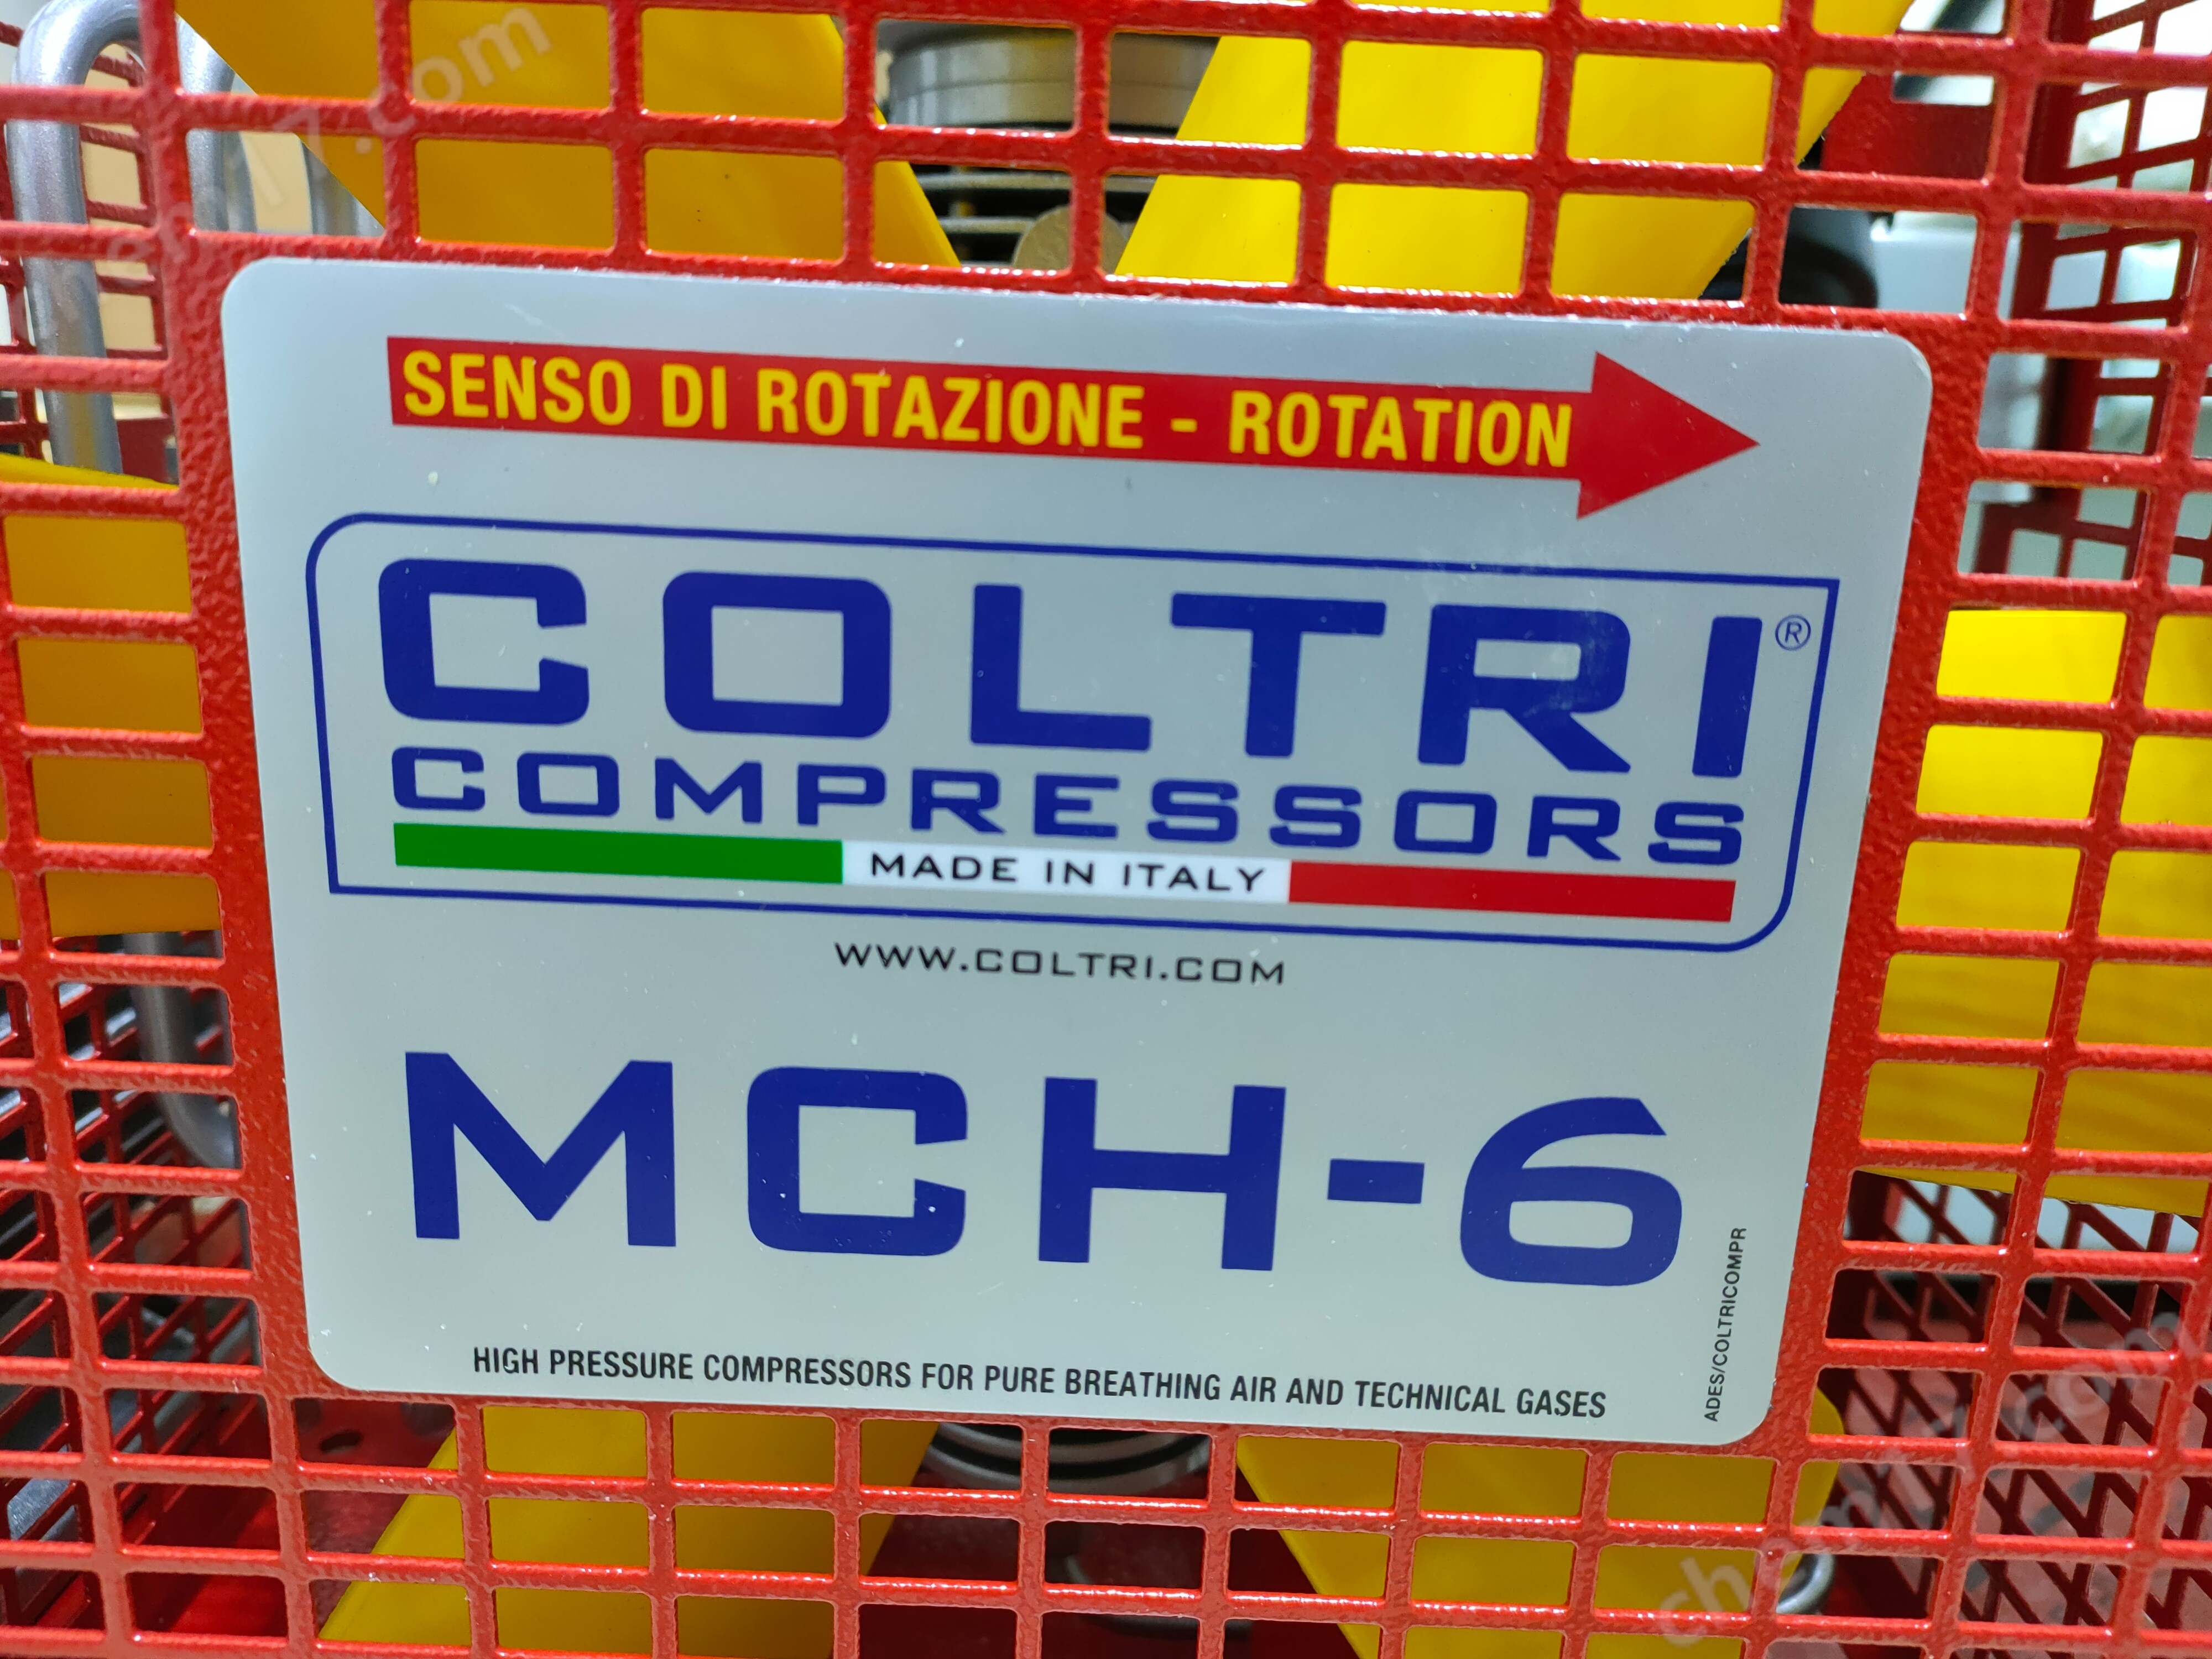 SENSO DI ROTAZIONE - ROTATION
COLTRI®
COMPRESSORS
MADE IN ITALY
WWW.COLTRI.COM
MCH-6
HIGH PRESSURE COMPRESSORS FOR PURE BREATHING AIR AND TECHNICAL GASES
ADES/COLTRICOMPR